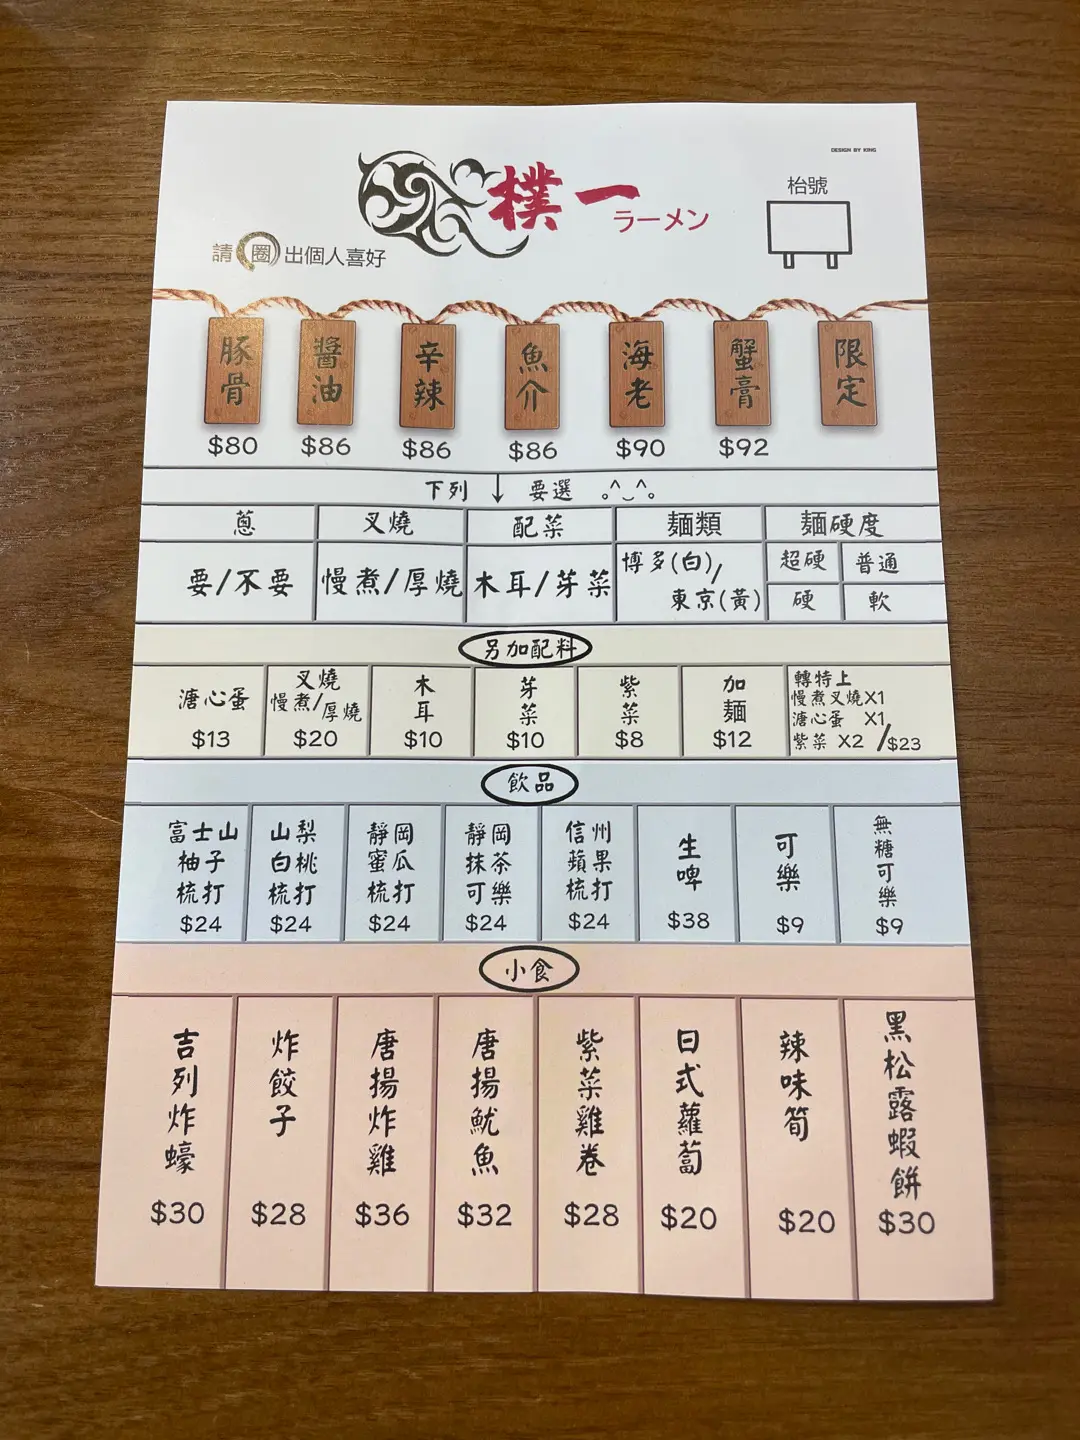 DESIGN BY KING
樸一
ラーメン
枱號
請圈出個人喜好
豚骨 醬油 辛辣 魚介 海老 蟹膏 限定
$80 $86 $86 $86 $90 $92
下列 ↓ 要選 。^‿^。
蔥 叉燒 配菜 麵類 麵硬度
要/不要
慢煮/厚燒
木耳/芽菜
博多(白)/
東京(黃)
超硬 普通
硬 軟
另加配料
溏心蛋
$13
叉燒
慢煮/厚燒
$20
木耳
$10
芽菜
$10
紫菜
$8
加麵
$12
轉特上
慢煮叉燒X1
溏心蛋 X1
紫菜 X2 /$23
飲品
富士山
柚子
梳打
$24
山梨
白桃
梳打
$24
靜岡
蜜瓜
梳打
$24
靜岡
抹茶
可樂
$24
信州
蘋果
梳打
$24
生啤
$38
可樂
$9
無糖可樂
$9
小食
吉列炸蠔
$30
炸餃子
$28
唐揚炸雞
$36
唐揚魷魚
$32
紫菜雞卷
$28
日式蘿蔔
$20
辣味筍
$20
黑松露蝦餅
$30